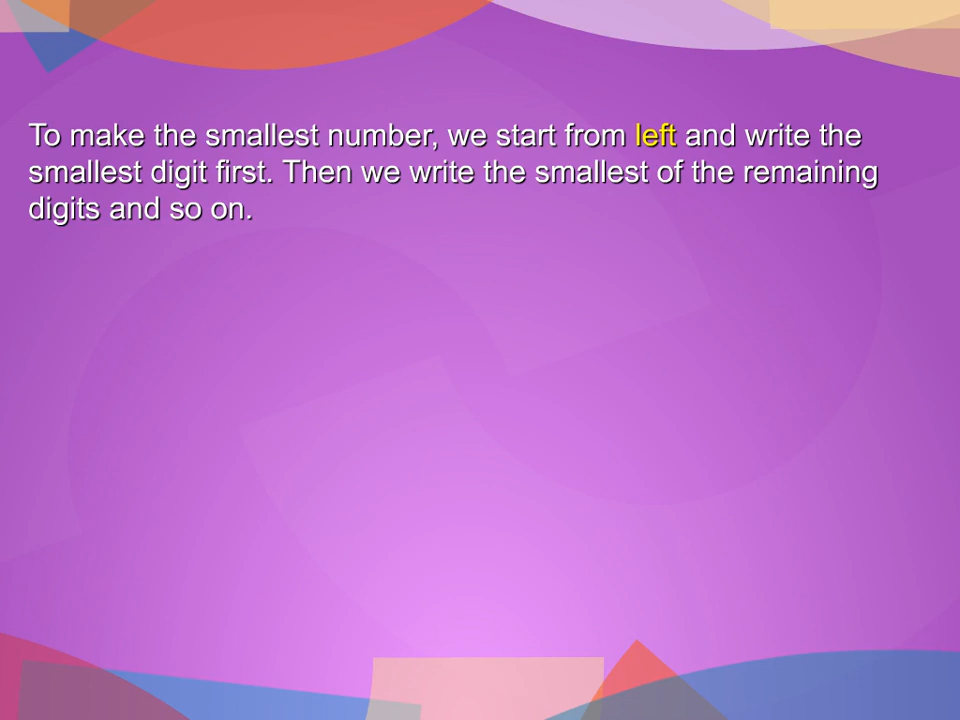 To make the smallest number, we start from left and write the
smallest digit first. Then we write the smallest of the remaining
digits and so on.